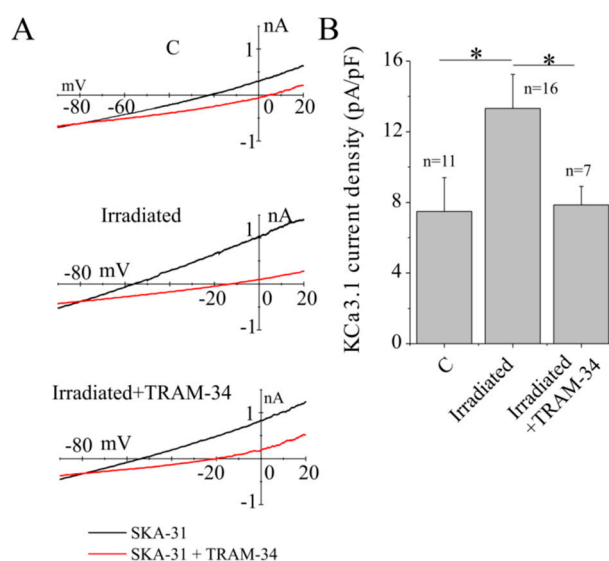 A
C
nA
1
mV
-80
-60
0
20
-1
Irradiated
1
nA
-80 mV
-20
0
20
-1
Irradiated+TRAM-34
1
nA
-80
mV
-20
0
20
-1
SKA-31
SKA-31 + TRAM-34
B
KCa3.1 current density (pA/pF)
16
12
8
4
0
*
*
n=11
n=16
n=7
C
Irradiated
Irradiated
+TRAM-34